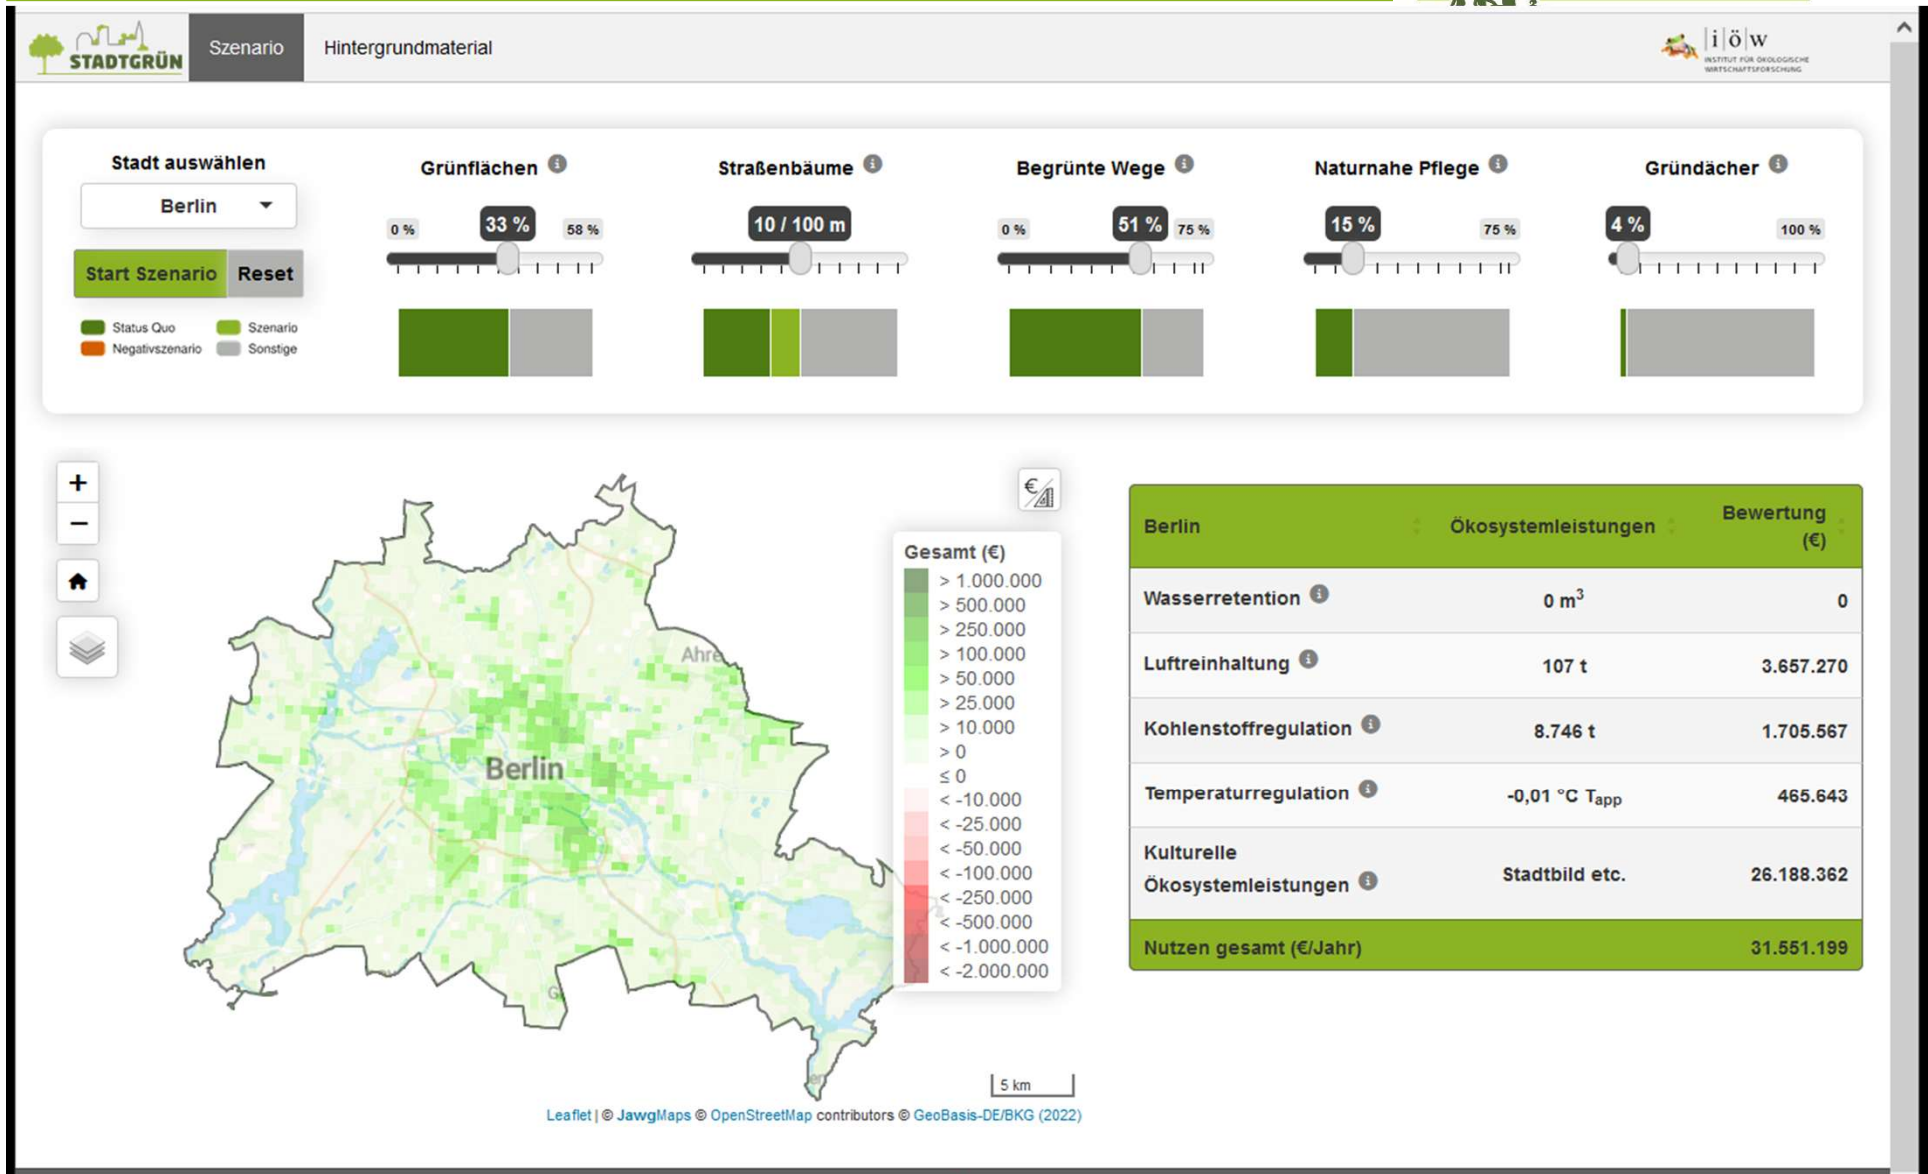 STADTGRÜN
Szenario
Hintergrundmaterial
|i|ö|w
INSTITUT FÜR ÖKOLOGISCHE
WIRTSCHAFTSFORSCHUNG
Stadt auswählen
Berlin
Start Szenario
Reset
Status Quo
Szenario
Negativszenario
Sonstige
Grünflächen
0 %
33 %
58 %
Straßenbäume
10 / 100 m
Begrünte Wege
0 %
51 %
75 %
Naturnahe Pflege
15 %
75 %
Gründächer
4 %
100 %
+
−
Ahre
Berlin
€
Gesamt (€)
> 1.000.000
> 500.000
> 250.000
> 100.000
> 50.000
> 25.000
> 10.000
> 0
≤ 0
< -10.000
< -25.000
< -50.000
< -100.000
< -250.000
< -500.000
< -1.000.000
< -2.000.000
5 km
Leaflet | © JawgMaps © OpenStreetMap contributors © GeoBasis-DE/BKG (2022)
Berlin Ökosystemleistungen Bewertung
(€)
Wasserretention 0 m³ 0
Luftreinhaltung 107 t 3.657.270
Kohlenstoffregulation 8.746 t 1.705.567
Temperaturregulation -0,01 °C Tapp 465.643
Kulturelle
Ökosystemleistungen Stadtbild etc. 26.188.362
Nutzen gesamt (€/Jahr) 31.551.199